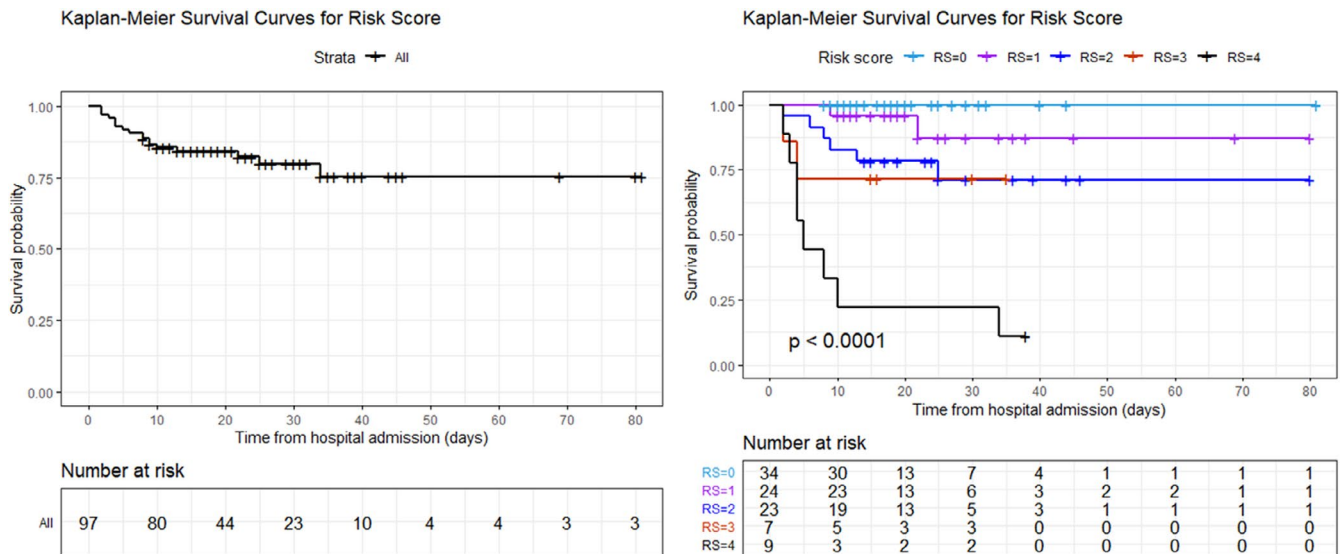 Kaplan-Meier Survival Curves for Risk Score
Strata All
Survival probability
1.00
0.75
0.50
0.25
0.00
0 10 20 30 40 50 60 70 80
Time from hospital admission (days)
Number at risk
All 97 80 44 23 10 4 4 3 3
Kaplan-Meier Survival Curves for Risk Score
Risk score RS=0 RS=1 RS=2 RS=3 RS=4
Survival probability
1.00
0.75
0.50
0.25
0.00
p < 0.0001
0 10 20 30 40 50 60 70 80
Time from hospital admission (days)
Number at risk
RS=0 34 30 13 7 4 1 1 1 1
RS=1 24 23 13 6 3 2 2 1 1
RS=2 23 19 13 5 3 1 1 1 1
RS=3 7 5 3 3 0 0 0 0 0
RS=4 9 3 2 2 0 0 0 0 0